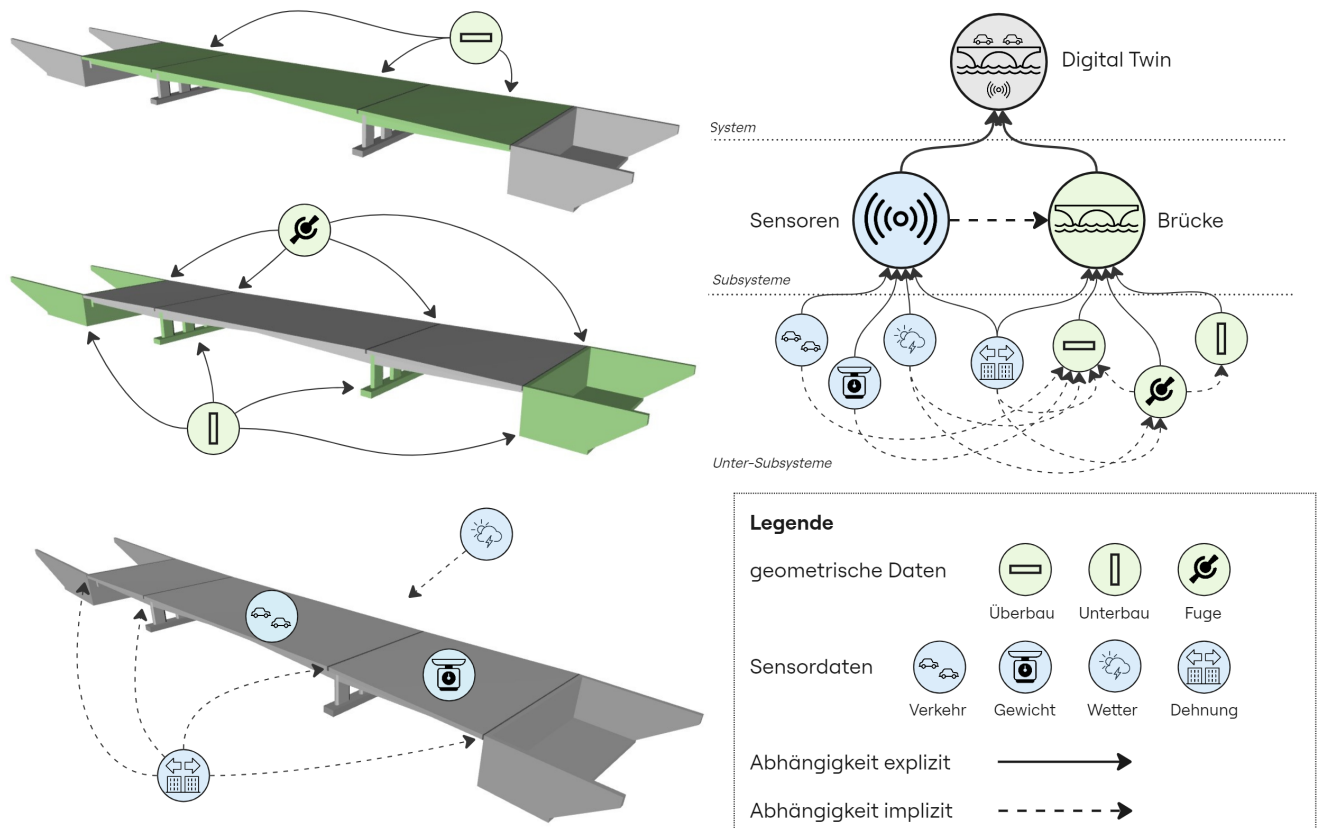 Digital Twin
System
Sensoren
Brücke
Subsysteme
Unter-Subsysteme
Legende
geometrische Daten
Überbau
Unterbau
Fuge
Sensordaten
Verkehr
Gewicht
Wetter
Dehnung
Abhängigkeit explizit
Abhängigkeit implizit